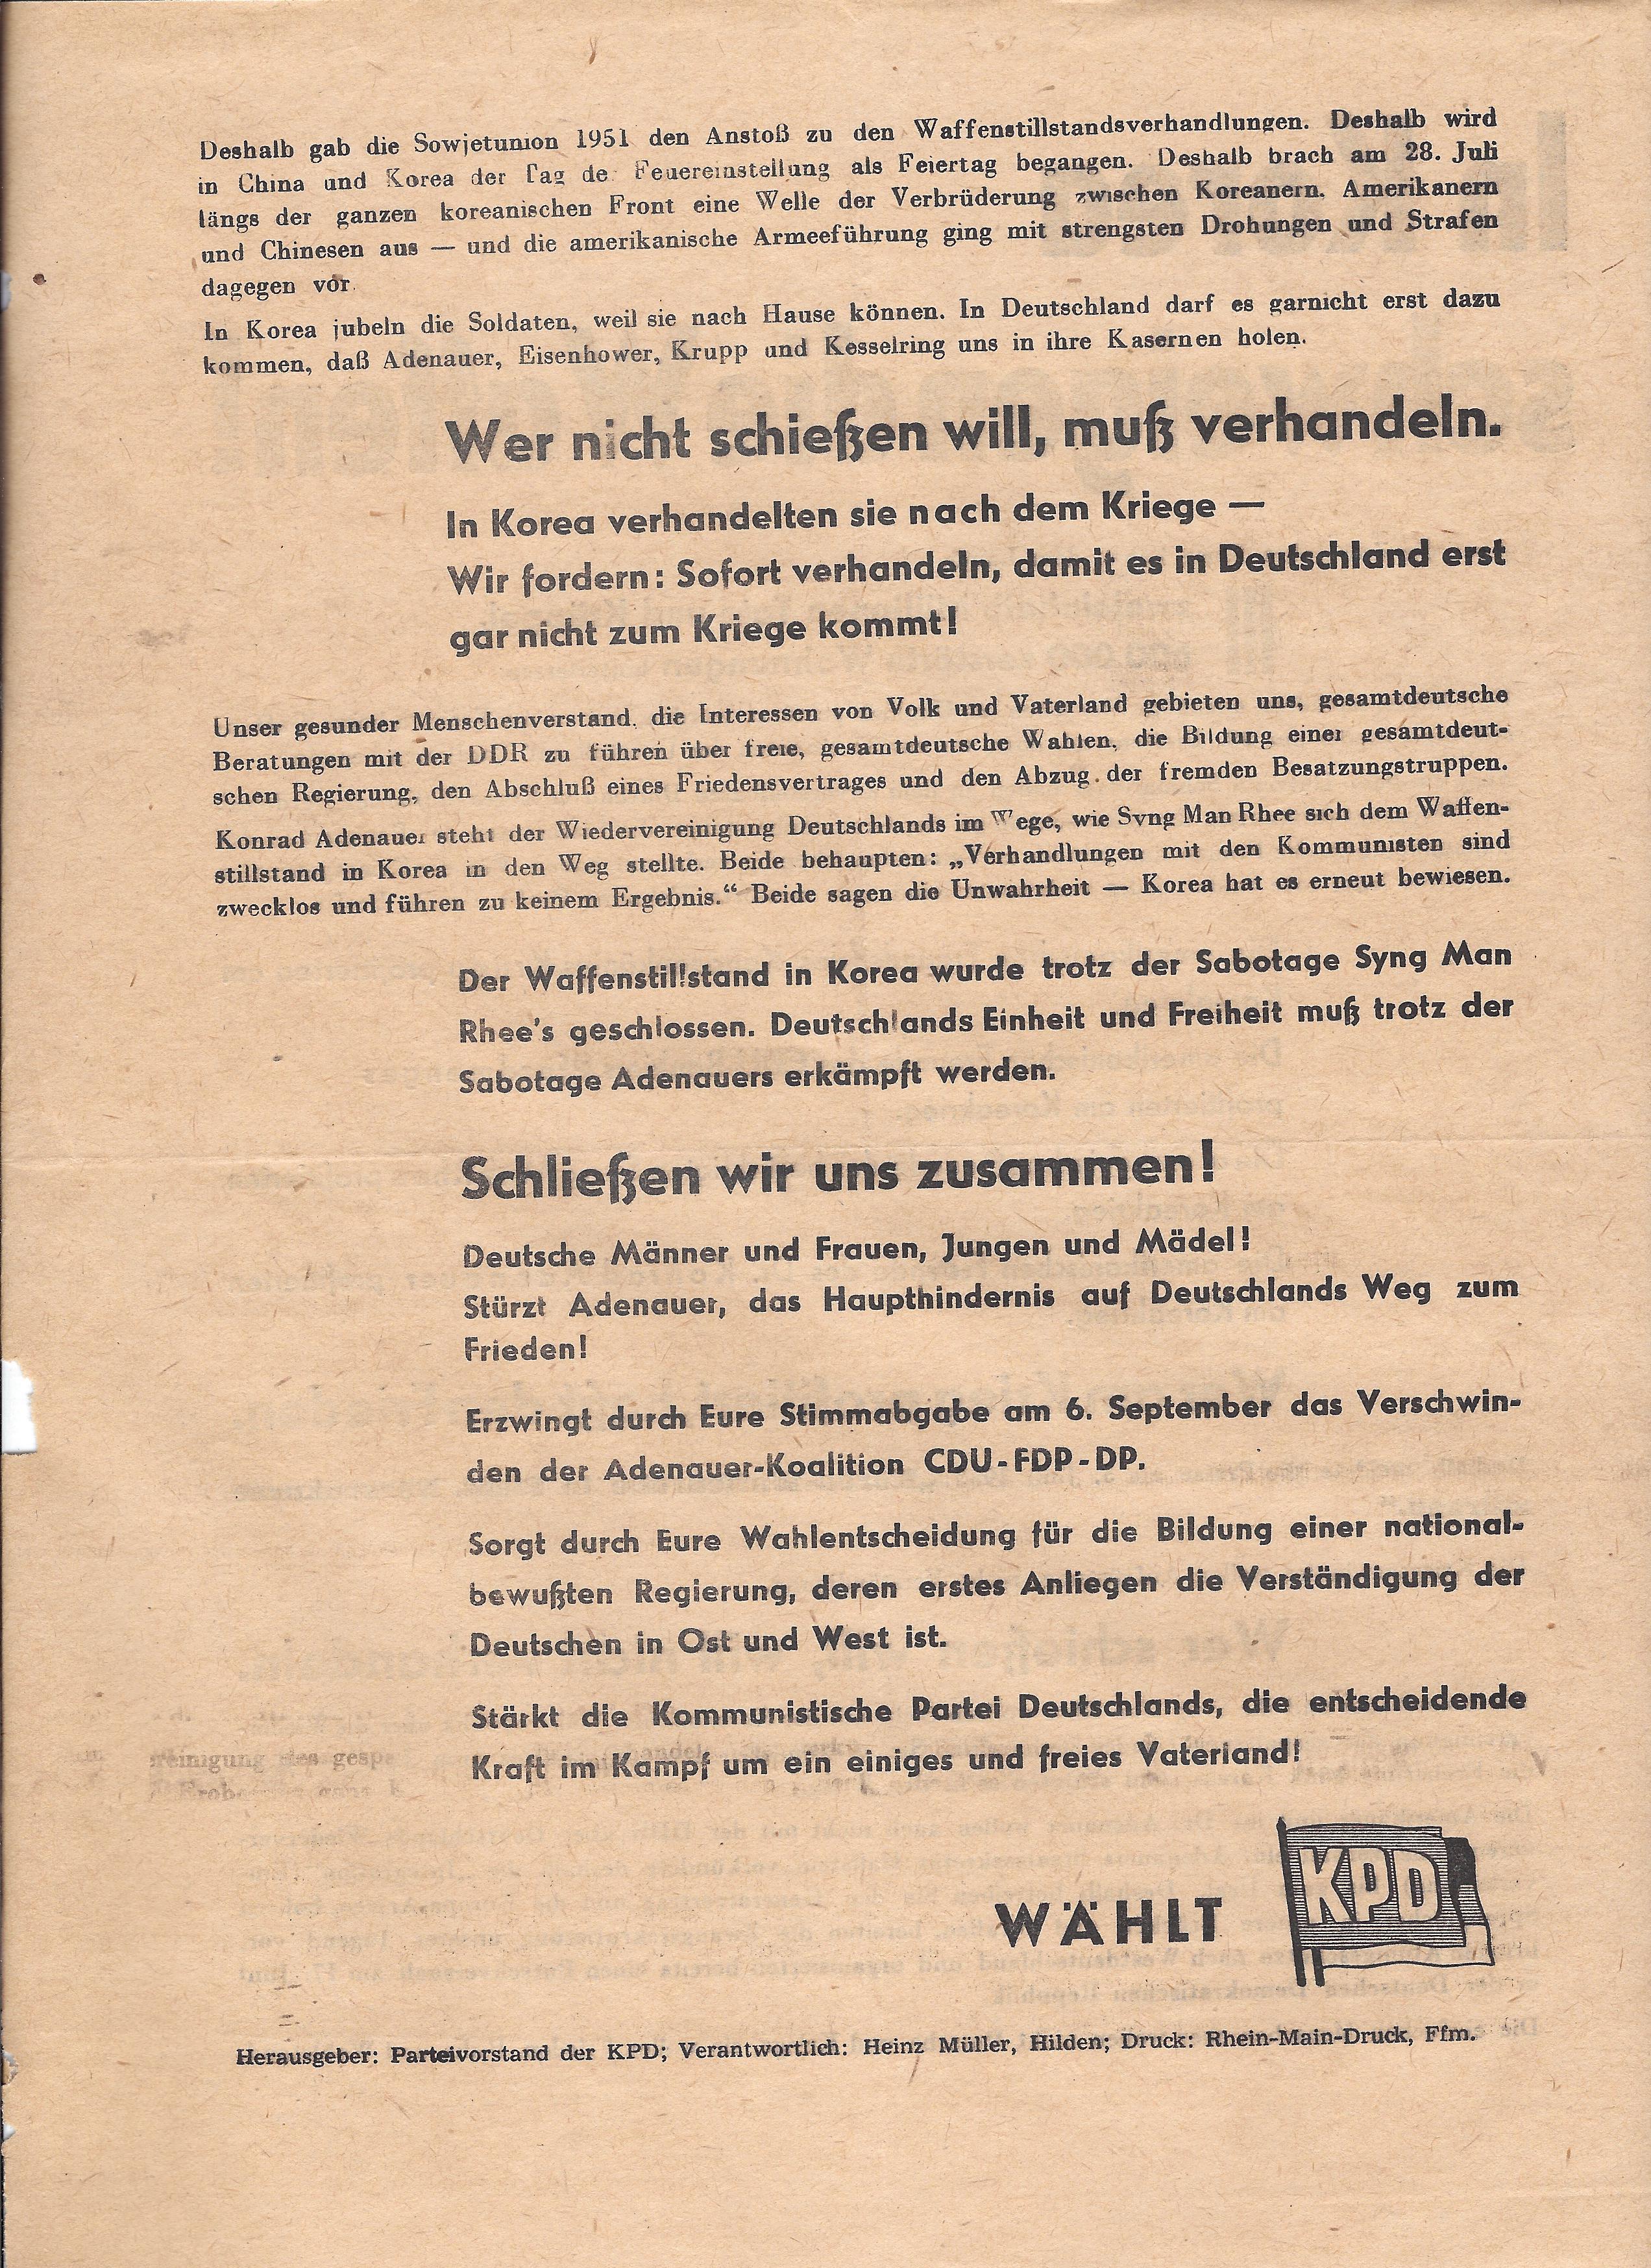 Deshalb gab die Sowjetunion 1951 den Anstoß zu den Waffenstillstandsverhandlungen. Deshalb wird
in China und Korea der Tag de Feuereinstellung als Feiertag begangen. Deshalb brach am 28. Juli
längs der ganzen koreanischen Front eine Welle der Verbrüderung zwischen Koreanern, Amerikanern
und Chinesen aus — und die amerikanische Armeeführung ging mit strengsten Drohungen und Strafen
dagegen vor.
In Korea jubeln die Soldaten, weil sie nach Hause können. In Deutschland darf es garnicht erst dazu
kommen, daß Adenauer, Eisenhower, Krupp und Kesselring uns in ihre Kasernen holen.
Wer nicht schießen will, muß verhandeln.
In Korea verhandelten sie nach dem Kriege —
Wir fordern: Sofort verhandeln, damit es in Deutschland erst
gar nicht zum Kriege kommt!
Unser gesunder Menschenverstand, die Interessen von Volk und Vaterland gebieten uns, gesamtdeutsche
Beratungen mit der DDR zu führen über freie, gesamtdeutsche Wahlen, die Bildung einer gesamtdeut-
schen Regierung, den Abschluß eines Friedensvertrages und den Abzug der fremden Besatzungstruppen.
Konrad Adenauer steht der Wiedervereinigung Deutschlands im Wege, wie Syng Man Rhee sich dem Waffen-
stillstand in Korea in den Weg stellte. Beide behaupten: „Verhandlungen mit den Kommunisten sind
zwecklos und führen zu keinem Ergebnis.“ Beide sagen die Unwahrheit — Korea hat es erneut bewiesen.
Der Waffenstillstand in Korea wurde trotz der Sabotage Syng Man
Rhee's geschlossen. Deutschlands Einheit und Freiheit muß trotz der
Sabotage Adenauers erkämpft werden.
Schließen wir uns zusammen!
Deutsche Männer und Frauen, Jungen und Mädel!
Stürzt Adenauer, das Haupthindernis auf Deutschlands Weg zum
Frieden!
Erzwingt durch Eure Stimmabgabe am 6. September das Verschwin-
den der Adenauer-Koalition CDU-FDP-DP.
Sorgt durch Eure Wahlentscheidung für die Bildung einer national-
bewußten Regierung, deren erstes Anliegen die Verständigung der
Deutschen in Ost und West ist.
Stärkt die Kommunistische Partei Deutschlands, die entscheidende
Kraft im Kampf um ein einiges und freies Vaterland!
WÄHLT KPD
Herausgeber: Parteivorstand der KPD; Verantwortlich: Heinz Müller, Hilden; Druck: Rhein-Main-Druck, Ffm.